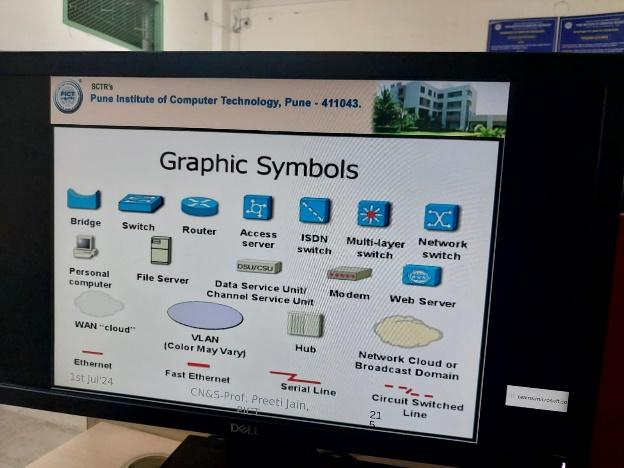 PICT
SCTR's
Pune Institute of Computer Technology, Pune - 411043.
Graphic Symbols
Bridge
Switch
Router
Access
server
ISDN
switch
Multi-layer
switch
Network
switch
Personal
computer
File Server
DSU/CSU
Data Service Unit/
Channel Service Unit
Modem
Web Server
WAN "cloud"
VLAN
(Color May Vary)
Hub
Network Cloud or
Broadcast Domain
Ethernet
Fast Ethernet
Serial Line
Circuit Switched
Line
1st Jul'24
CN&S-Prof. Preeti Jain,
PICT
21
5
DELL